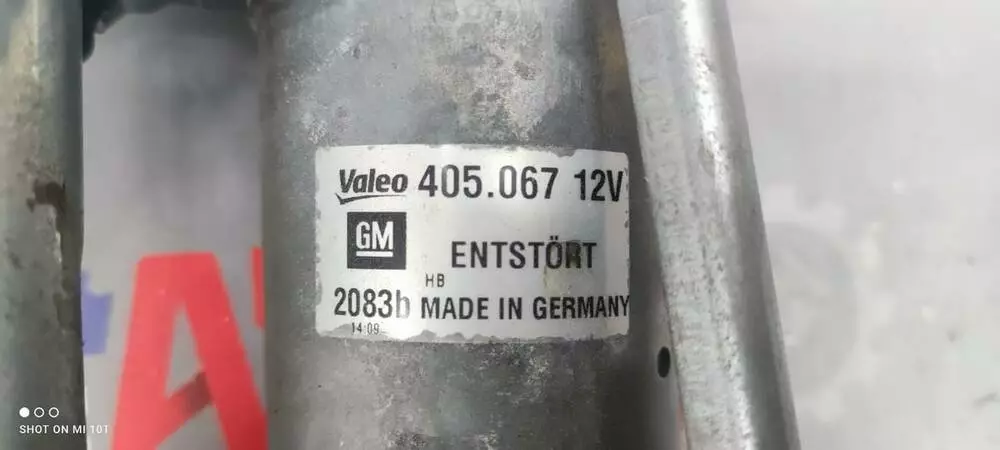 Valeo 405.067 12V
GM ENTSTÖRT
HB
2083b MADE IN GERMANY
14:09
SHOT ON MI 10T